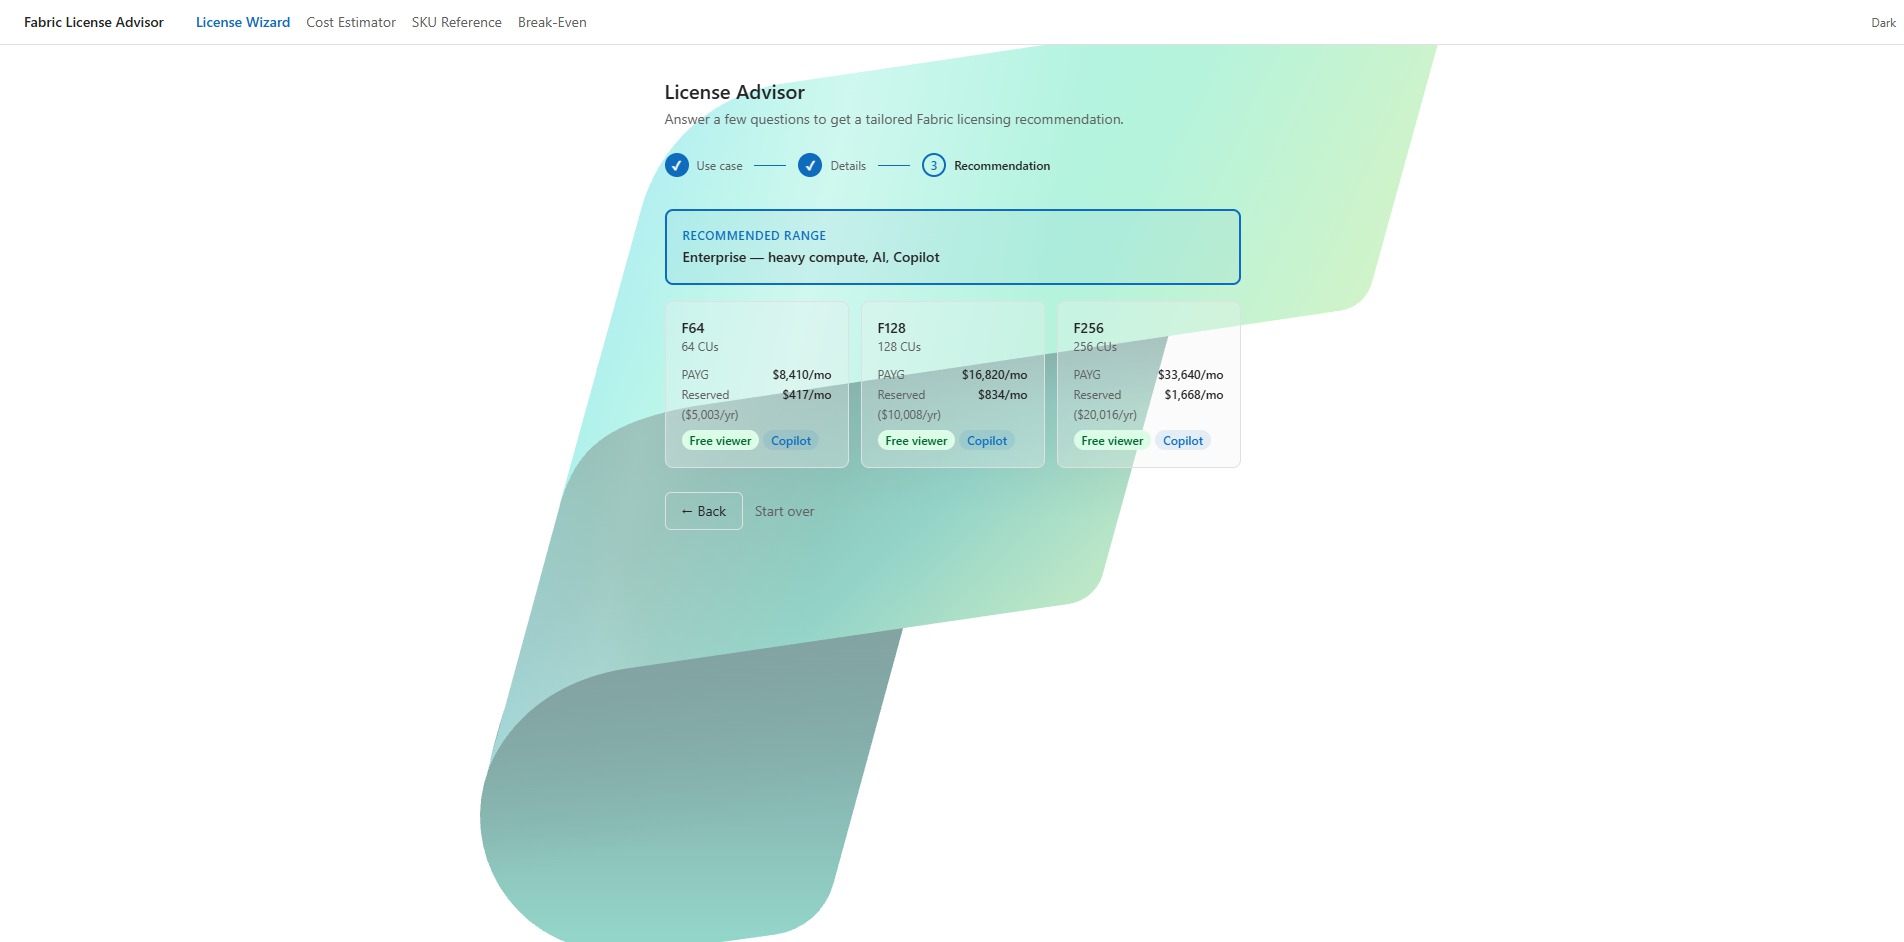 Fabric License Advisor License Wizard Cost Estimator SKU Reference Break-Even Dark
License Advisor
Answer a few questions to get a tailored Fabric licensing recommendation.
Use case Details 3 Recommendation
RECOMMENDED RANGE
Enterprise — heavy compute, AI, Copilot
F64
64 CUs
PAYG $8,410/mo
Reserved $417/mo
($5,003/yr)
Free viewer Copilot
F128
128 CUs
PAYG $16,820/mo
Reserved $834/mo
($10,008/yr)
Free viewer Copilot
F256
256 CUs
PAYG $33,640/mo
Reserved $1,668/mo
($20,016/yr)
Free viewer Copilot
← Back Start over